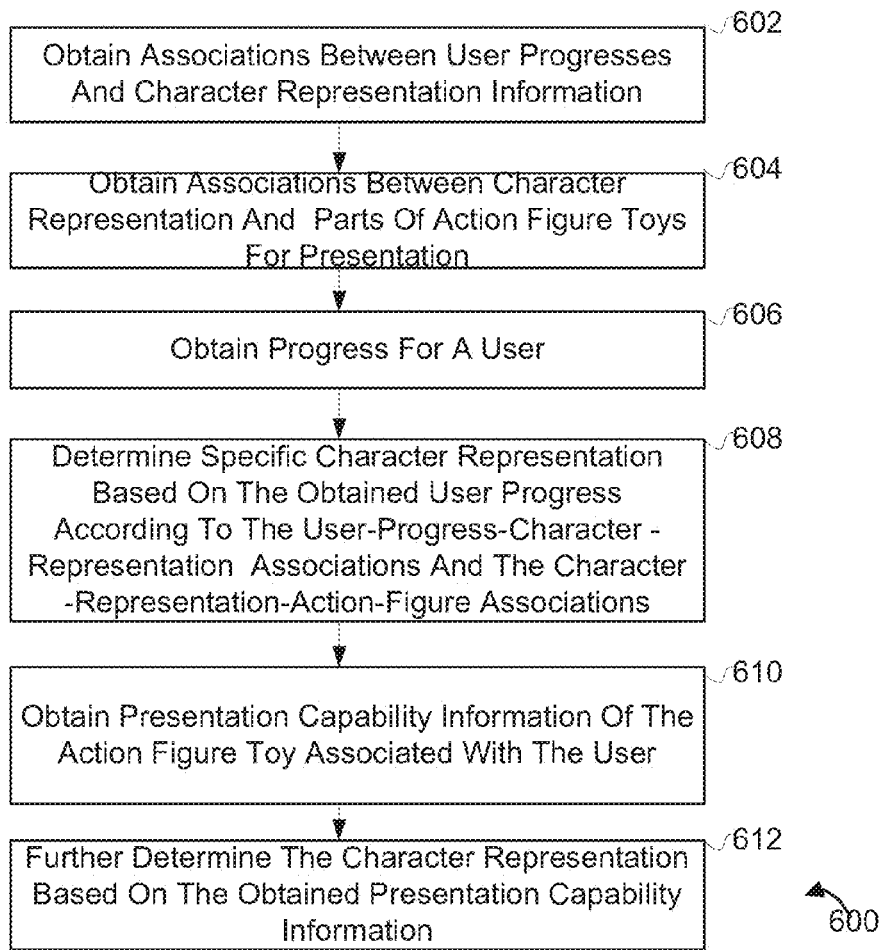 602
Obtain Associations Between User Progresses
And Character Representation Information
604
Obtain Associations Between Character
Representation And Parts Of Action Figure Toys
For Presentation
606
Obtain Progress For A User
608
Determine Specific Character Representation
Based On The Obtained User Progress
According To The User-Progress-Character -
Representation Associations And The Character
-Representation-Action-Figure Associations
610
Obtain Presentation Capability Information Of The
Action Figure Toy Associated With The User
612
Further Determine The Character Representation
Based On The Obtained Presentation Capability
Information
600